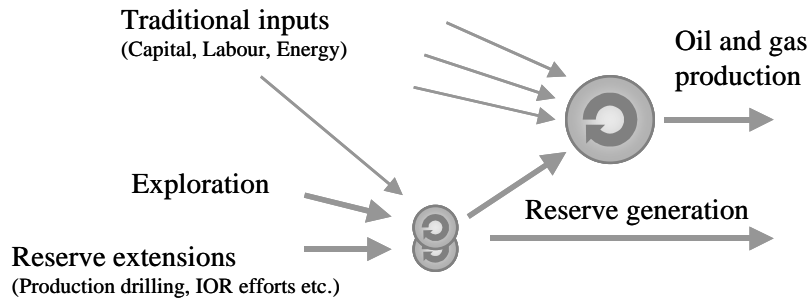 Traditional inputs
(Capital, Labour, Energy)
Oil and gas
production
Exploration
Reserve generation
Reserve extensions
(Production drilling, IOR efforts etc.)